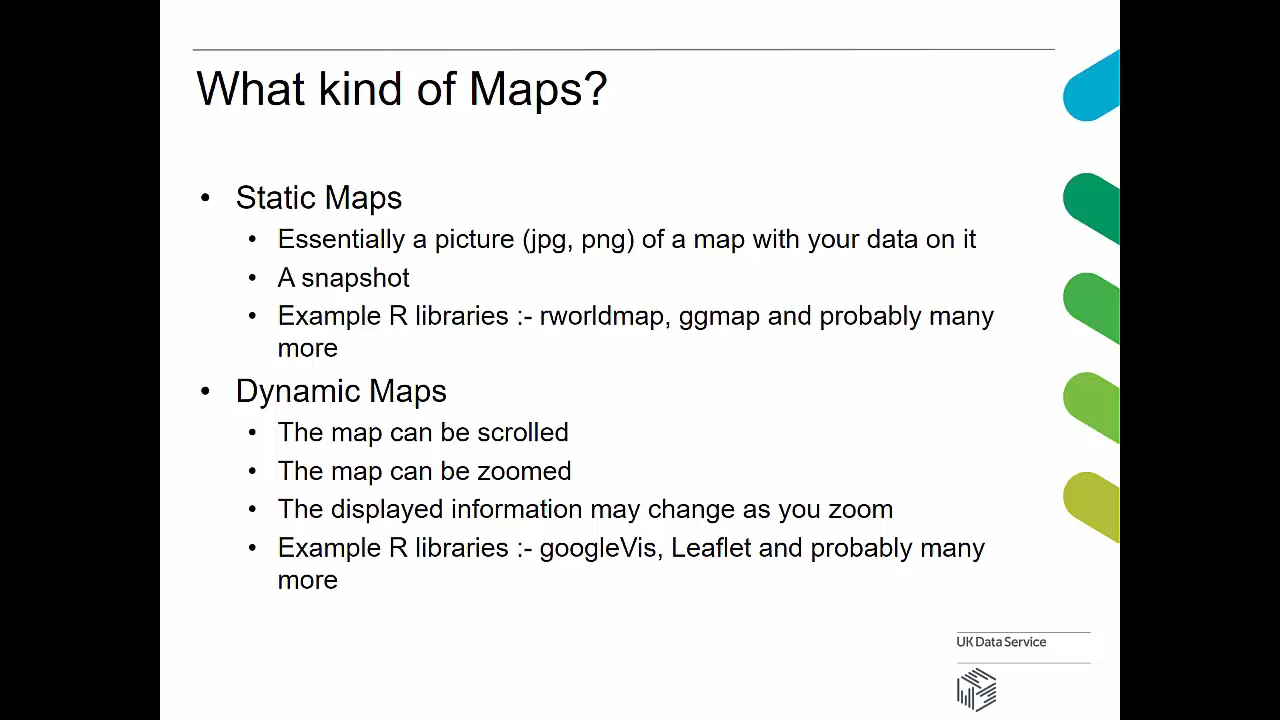 What kind of Maps?
• Static Maps
• Essentially a picture (jpg, png) of a map with your data on it
• A snapshot
• Example R libraries :- rworldmap, ggmap and probably many
more
• Dynamic Maps
• The map can be scrolled
• The map can be zoomed
• The displayed information may change as you zoom
• Example R libraries :- googleVis, Leaflet and probably many
more
UK Data Service